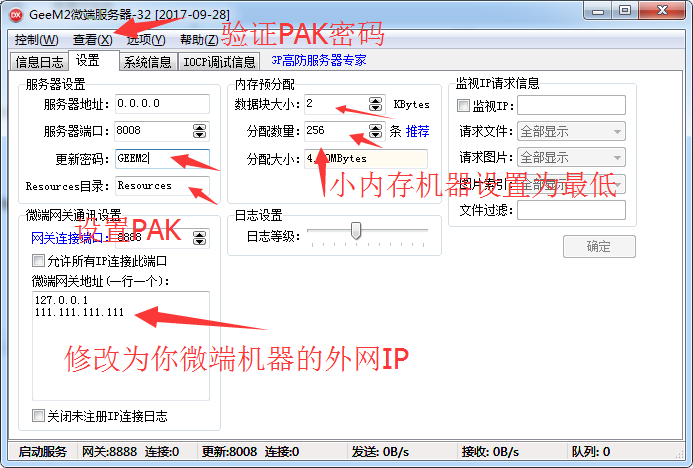 GeeM2微端服务器-32 [2017-09-28]
控制(W) 查看(X) 选项(Y) 帮助(Z)
验证PAK密码
信息日志 设置 系统信息 IOCP调试信息 GP高防服务器专家
服务器设置
服务器地址: 0.0.0.0
服务器端口: 8008
更新密码: GEEM2
Resources目录: Resources
设置PAK
微端网关通讯设置
网关连接端口: 8888
允许所有IP连接此端口
微端网关地址(一行一个):
127.0.0.1
111.111.111.111
修改为你微端机器的外网IP
关闭未注册IP连接日志
内存预分配
数据块大小: 2 KBytes
分配数量: 256 条 推荐
分配大小:
小内存机器设置为最低
日志设置
日志等级:
监视IP请求信息
监视IP:
请求文件: 全部显示
请求图片: 全部显示
图片索引: 全部显示
文件过滤:
确定
启动服务 网关:8888 连接:0 更新:8008 连接:0 发送: 0B/s 接收: 0B/s 队列: 0